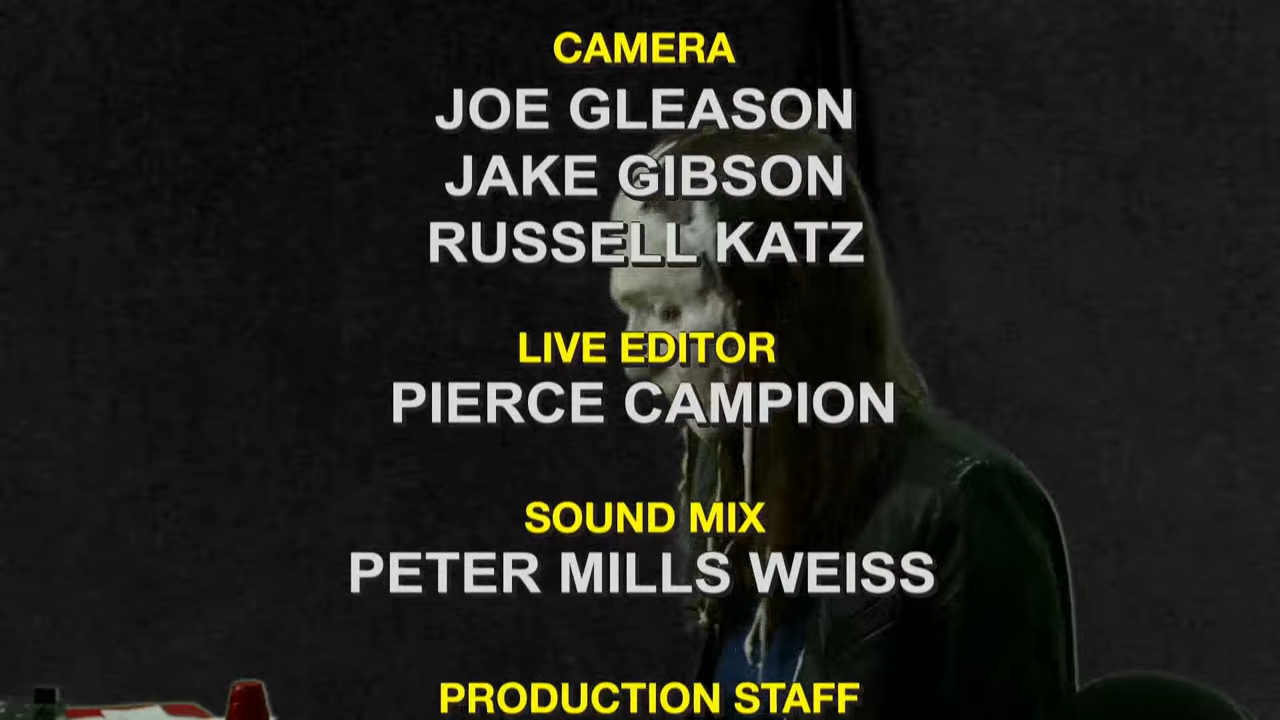 CAMERA
JOE GLEASON
JAKE GIBSON
RUSSELL KATZ
LIVE EDITOR
PIERCE CAMPION
SOUND MIX
PETER MILLS WEISS
PRODUCTION STAFF